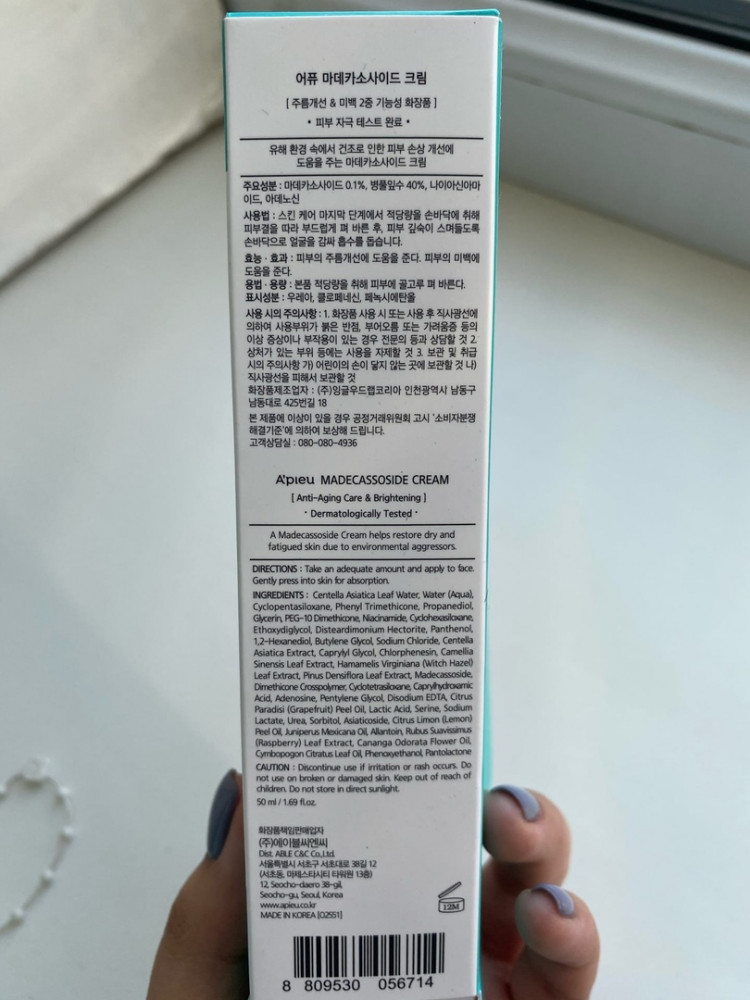 어퓨 마데카소사이드 크림
[ 주름개선 & 미백 2중 기능성 화장품 ]
• 피부 자극 테스트 완료 •
유해 환경 속에서 건조로 인한 피부 손상 개선에
도움을 주는 마데카소사이드 크림
주요성분 : 마데카소사이드 0.1%, 병풀잎수 40%, 나이아신아마
이드, 아데노신
사용법 : 스킨 케어 마지막 단계에서 적당량을 손바닥에 취해
피부결을 따라 부드럽게 펴 바른 후, 피부 깊숙이 스며들도록
손바닥으로 얼굴을 감싸 흡수를 돕습니다.
효능 · 효과 : 피부의 주름개선에 도움을 준다. 피부의 미백에
도움을 준다.
용법 · 용량 : 본품 적당량을 취해 피부에 골고루 펴 바른다.
표시성분 : 우레아, 클로페네신, 페녹시에탄올
사용 시의 주의사항 : 1. 화장품 사용 시 또는 사용 후 직사광선에
의하여 사용부위가 붉은 반점, 부어오름 또는 가려움증 등의
이상 증상이나 부작용이 있는 경우 전문의 등과 상담할 것 2.
상처가 있는 부위 등에는 사용을 자제할 것 3. 보관 및 취급
시의 주의사항 가) 어린이의 손이 닿지 않는 곳에 보관할 것 나)
직사광선을 피해서 보관할 것
화장품제조업자 : (주)잉글우드랩코리아 인천광역시 남동구
남동대로 425번길 18
본 제품에 이상이 있을 경우 공정거래위원회 고시 '소비자분쟁
해결기준'에 의하여 보상해 드립니다.
고객상담실 : 080-080-4936
A'pieu MADECASSOSIDE CREAM
[ Anti-Aging Care & Brightening ]
· Dermatologically Tested ·
A Madecassoside Cream helps restore dry and
fatigued skin due to environmental aggressors.
DIRECTIONS : Take an adequate amount and apply to face.
Gently press into skin for absorption.
INGREDIENTS : Centella Asiatica Leaf Water, Water (Aqua),
Cyclopentasiloxane, Phenyl Trimethicone, Propanediol,
Glycerin, PEG-10 Dimethicone, Niacinamide, Cyclohexasiloxane,
Ethoxydiglycol, Disteardimonium Hectorite, Panthenol,
1,2-Hexanediol, Butylene Glycol, Sodium Chloride, Centella
Asiatica Extract, Caprylyl Glycol, Chlorphenesin, Camellia
Sinensis Leaf Extract, Hamamelis Virginiana (Witch Hazel)
Leaf Extract, Pinus Densiflora Leaf Extract, Madecassoside,
Dimethicone Crosspolymer, Cyclotetrasiloxane, Caprylhydroxamic
Acid, Adenosine, Pentylene Glycol, Disodium EDTA, Citrus
Paradisi (Grapefruit) Peel Oil, Lactic Acid, Serine, Sodium
Lactate, Urea, Sorbitol, Asiaticoside, Citrus Limon (Lemon)
Peel Oil, Juniperus Mexicana Oil, Allantoin, Rubus Suavissimus
(Raspberry) Leaf Extract, Cananga Odorata Flower Oil,
Cymbopogon Citratus Leaf Oil, Phenoxyethanol, Pantolactone
CAUTION : Discontinue use if irritation or rash occurs. Do
not use on broken or damaged skin. Keep out of reach of
children. Do not store in direct sunlight.
50 ml / 1.69 fl.oz.
화장품책임판매업자
(주)에이블씨엔씨
Dist. ABLE C&C Co.,Ltd.
서울특별시 서초구 서초대로 38길 12
(서초동, 마제스타시티 타워원 13층)
12, Seocho-daero 38-gil,
Seocho-gu, Seoul, Korea
www.apieu.co.kr
MADE IN KOREA [02551]
12M
8 809530 056714